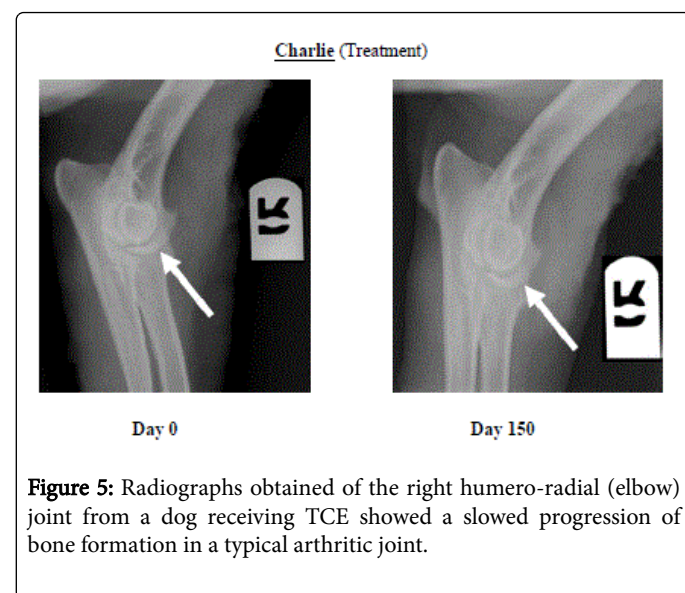 Charlie (Treatment)
R
R
Day 0
Day 150
Figure 5: Radiographs obtained of the right humero-radial (elbow)
joint from a dog receiving TCE showed a slowed progression of
bone formation in a typical arthritic joint.